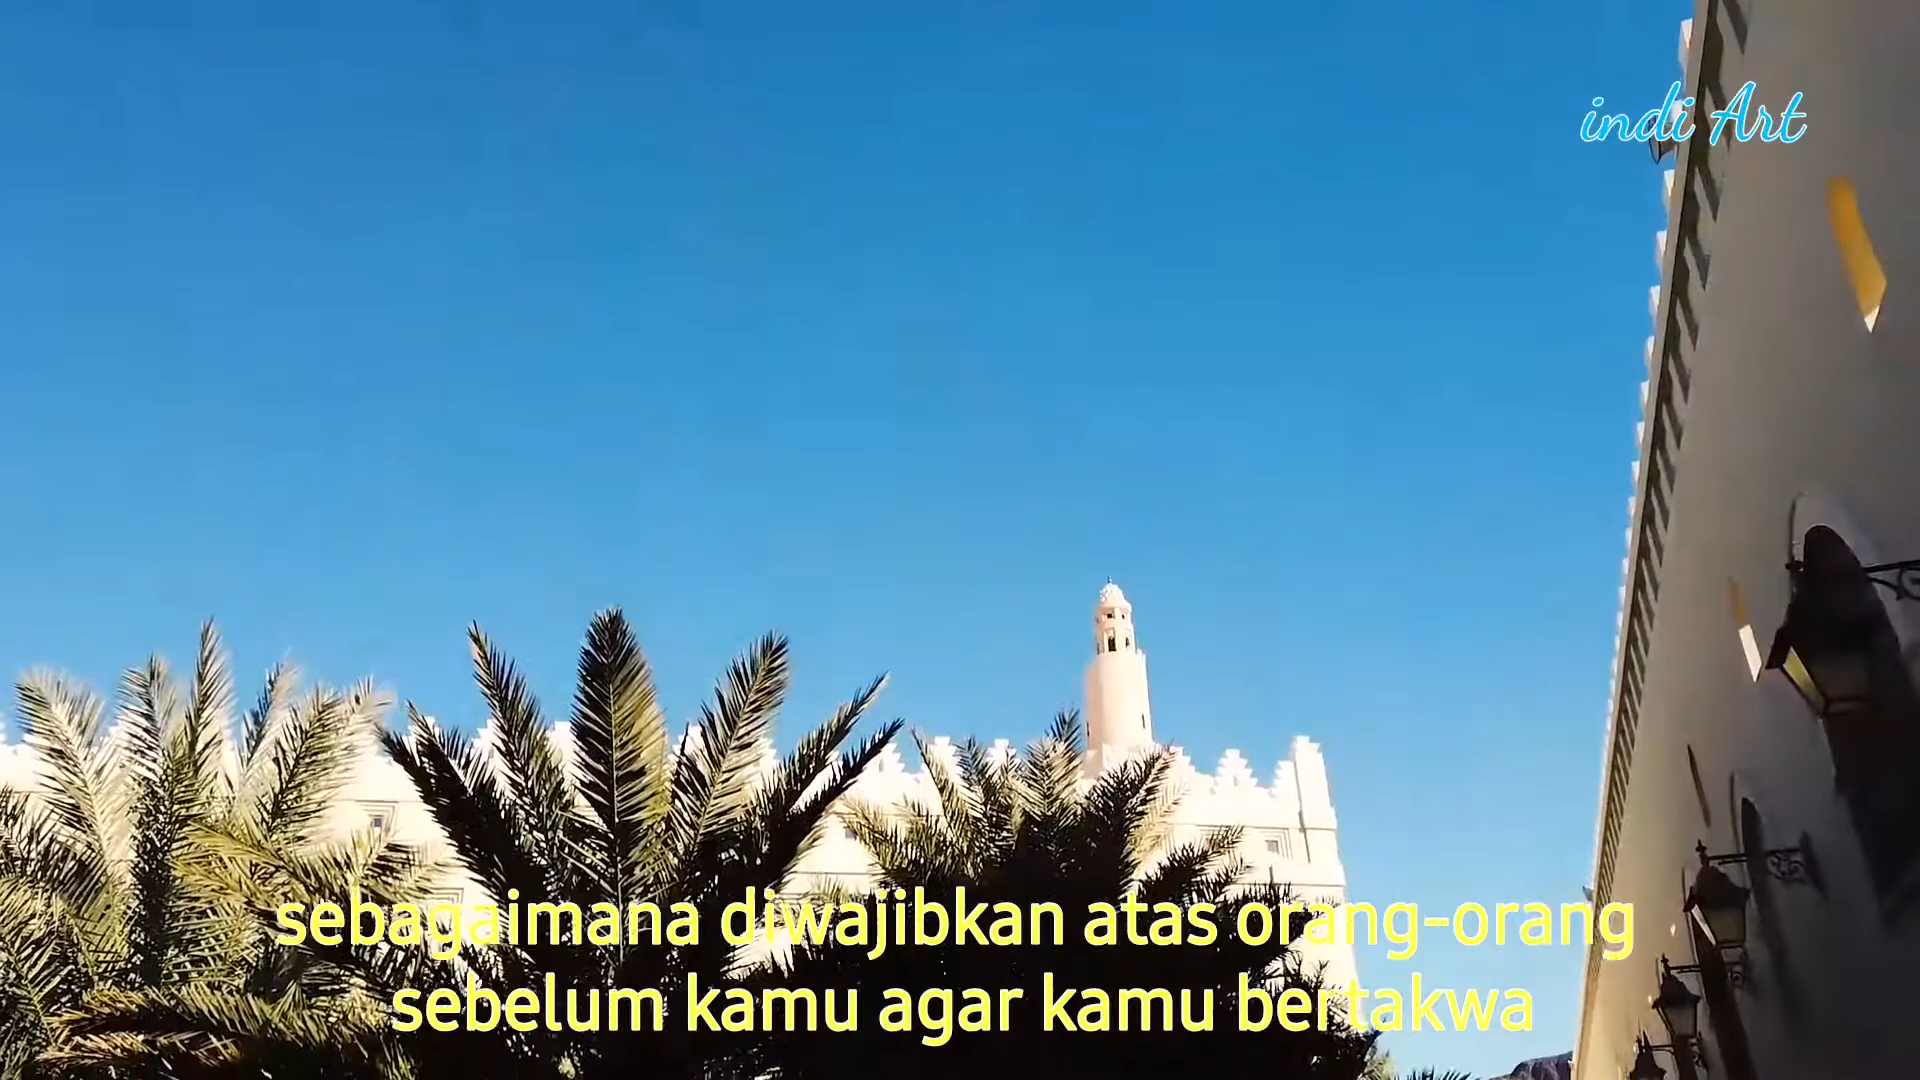 indi Art
sebagaimana diwajibkan atas orang-orang
sebelum kamu agar kamu bertakwa